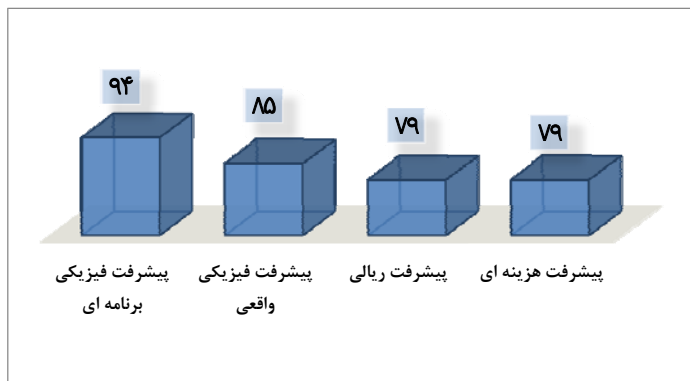 ۹۴
۸۵
۷۹
۷۹
پیشرفت فیزیکی
برنامه ای
پیشرفت فیزیکی
واقعی
پیشرفت ریالی
پیشرفت هزینه ای